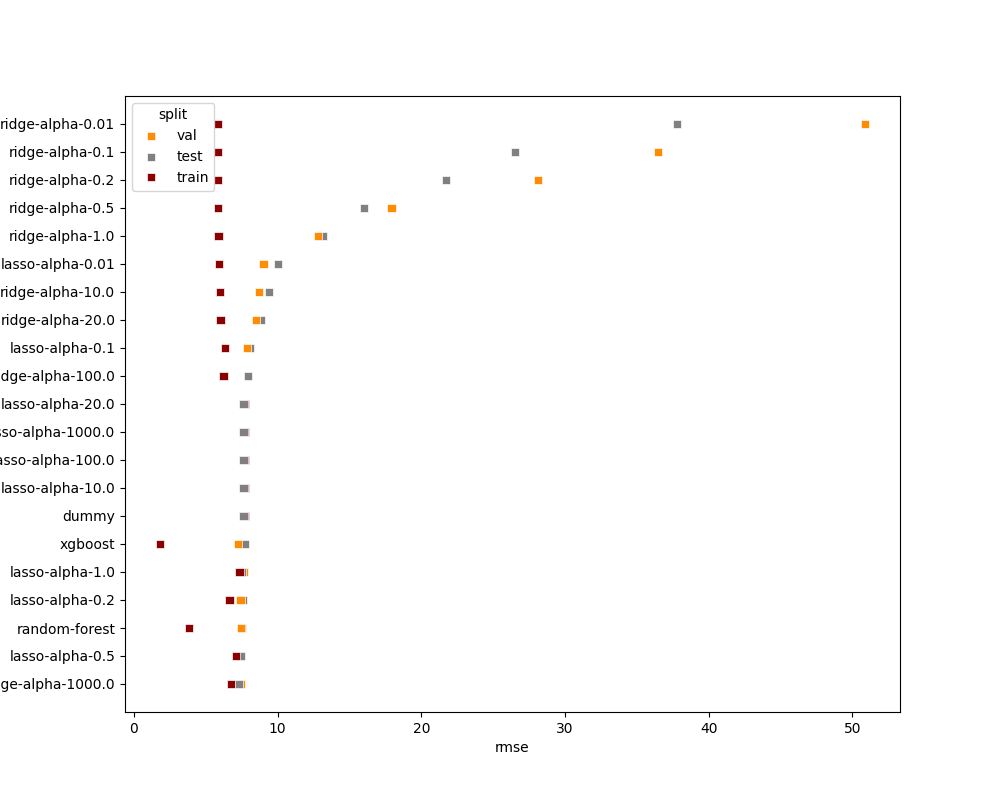 split
val
test
train
ridge-alpha-0.01
ridge-alpha-0.1
ridge-alpha-0.2
ridge-alpha-0.5
ridge-alpha-1.0
lasso-alpha-0.01
ridge-alpha-10.0
ridge-alpha-20.0
lasso-alpha-0.1
dge-alpha-100.0
lasso-alpha-20.0
sso-alpha-1000.0
asso-alpha-100.0
lasso-alpha-10.0
dummy
xgboost
lasso-alpha-1.0
lasso-alpha-0.2
random-forest
lasso-alpha-0.5
ge-alpha-1000.0
0 10 20 30 40 50
rmse